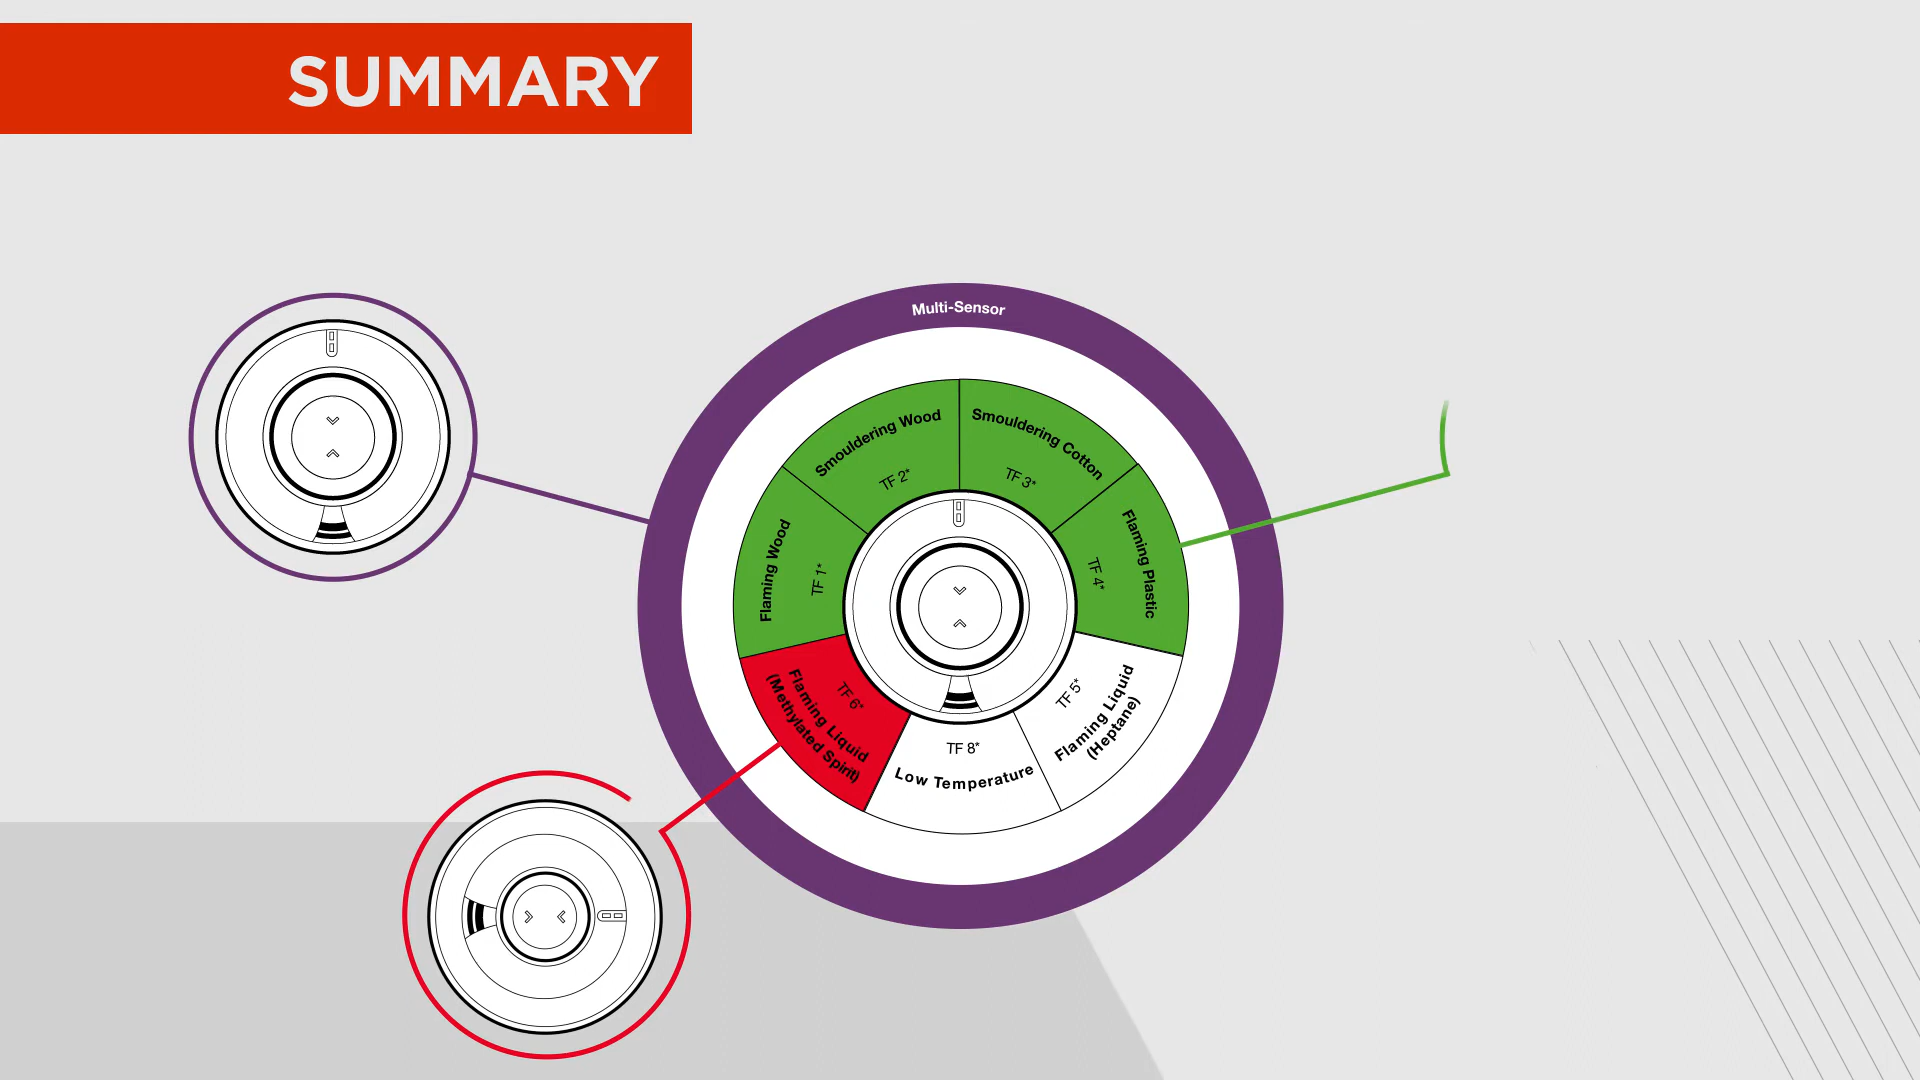 SUMMARY
Multi-Sensor
Smouldering Wood
TF 2*
Smouldering Cotton
TF 3*
Flaming Wood
TF 1*
Flaming Plastic
TF 4*
Flaming Liquid
(Methylated Spirit)
TF 6*
TF 8*
Low Temperature
TF 5*
Flaming Liquid
(Heptane)